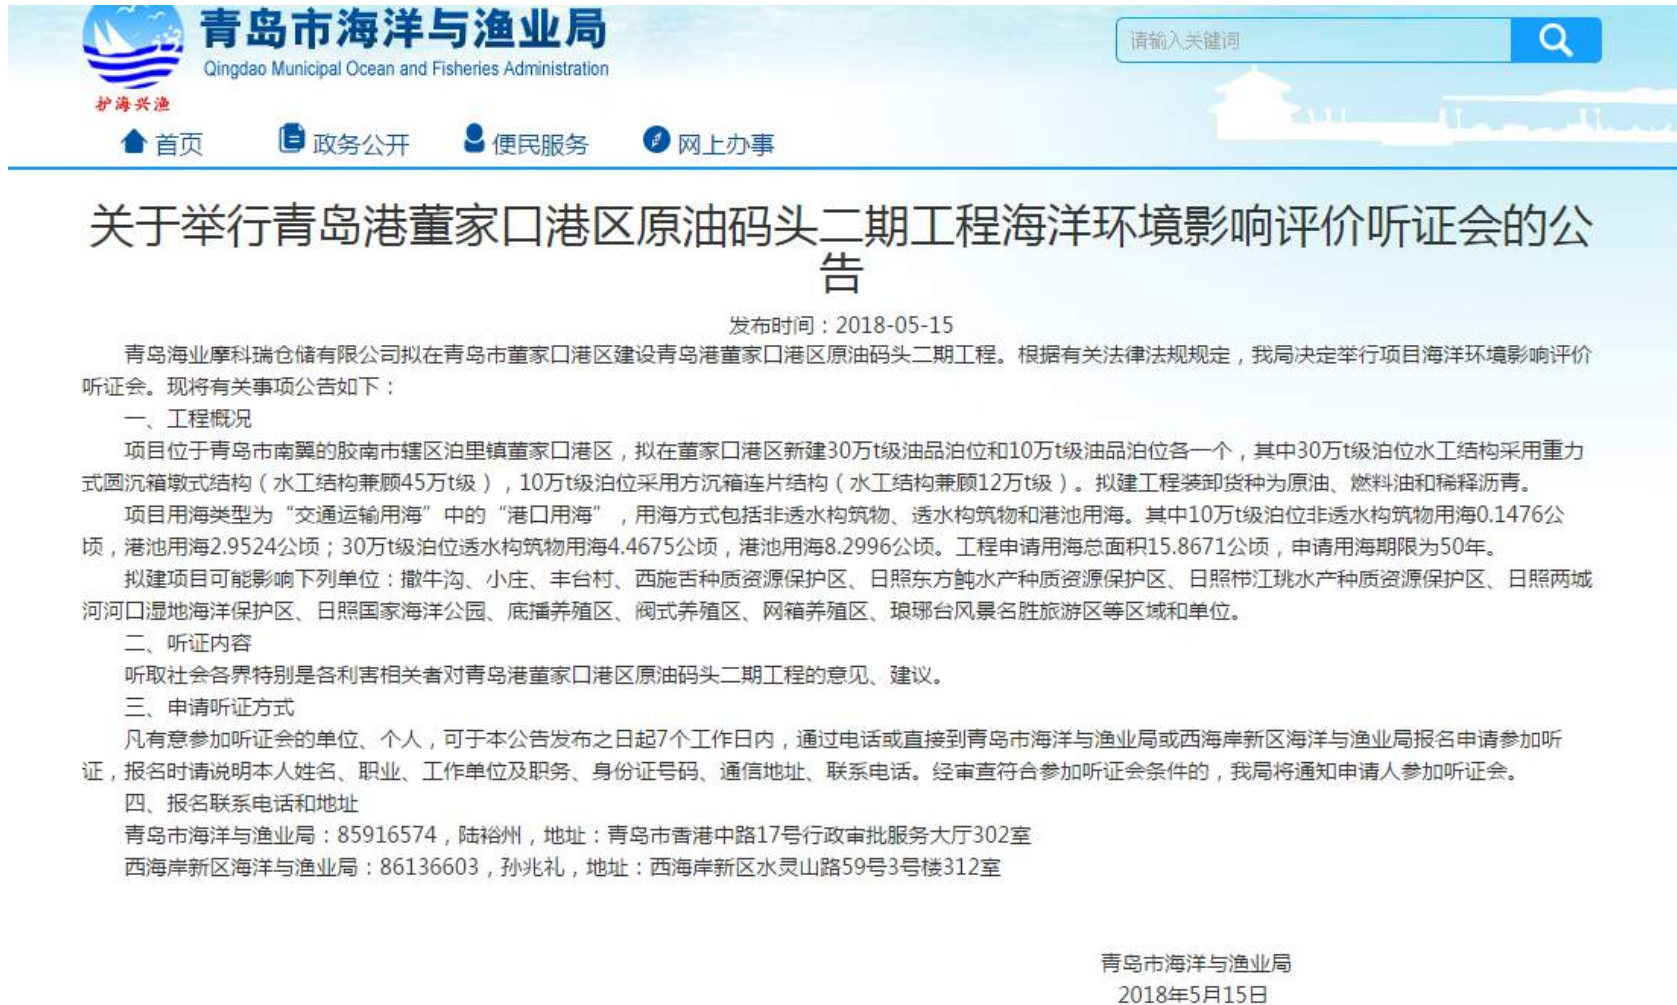 青岛市海洋与渔业局
Qingdao Municipal Ocean and Fisheries Administration
护海兴渔
请输入关键词
首页 政务公开 便民服务 网上办事
关于举行青岛港董家口港区原油码头二期工程海洋环境影响评价听证会的公
告
发布时间：2018-05-15
青岛海业摩科瑞仓储有限公司拟在青岛市董家口港区建设青岛港董家口港区原油码头二期工程。根据有关法律法规规定，我局决定举行项目海洋环境影响评价
听证会。现将有关事项公告如下：
一、工程概况
项目位于青岛市南翼的胶南市辖区泊里镇董家口港区，拟在董家口港区新建30万t级油品泊位和10万t级油品泊位各一个，其中30万t级泊位水工结构采用重力
式圆沉箱墩式结构（水工结构兼顾45万t级），10万t级泊位采用方沉箱连片结构（水工结构兼顾12万t级）。拟建工程装卸货种为原油、燃料油和稀释沥青。
项目用海类型为“交通运输用海”中的“港口用海”，用海方式包括非透水构筑物、透水构筑物和港池用海。其中10万t级泊位非透水构筑物用海0.1476公
顷，港池用海2.9524公顷；30万t级泊位透水构筑物用海4.4675公顷，港池用海8.2996公顷。工程申请用海总面积15.8671公顷，申请用海期限为50年。
拟建项目可能影响下列单位：撒牛沟、小庄、丰台村、西施舌种质资源保护区、日照东方鲀水产种质资源保护区、日照栉江珧水产种质资源保护区、日照两城
河河口湿地海洋保护区、日照国家海洋公园、底播养殖区、阀式养殖区、网箱养殖区、琅琊台风景名胜旅游区等区域和单位。
二、听证内容
听取社会各界特别是各利害相关者对青岛港董家口港区原油码头二期工程的意见、建议。
三、申请听证方式
凡有意参加听证会的单位、个人，可于本公告发布之日起7个工作日内，通过电话或直接到青岛市海洋与渔业局或西海岸新区海洋与渔业局报名申请参加听
证，报名时请说明本人姓名、职业、工作单位及职务、身份证号码、通信地址、联系电话。经审查符合参加听证会条件的，我局将通知申请人参加听证会。
四、报名联系电话和地址
青岛市海洋与渔业局：85916574，陆裕州，地址：青岛市香港中路17号行政审批服务大厅302室
西海岸新区海洋与渔业局：86136603，孙兆礼，地址：西海岸新区水灵山路59号3号楼312室
青岛市海洋与渔业局
2018年5月15日